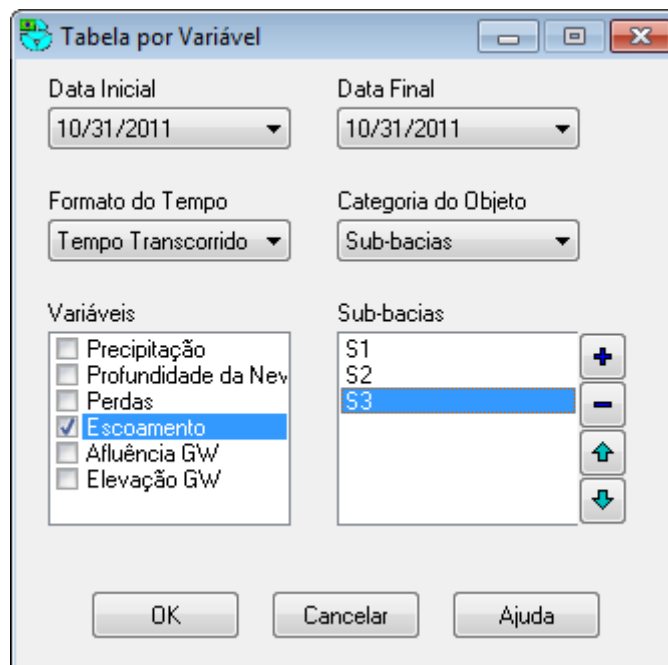 Tabela por Variável
Data Inicial
Data Final
10/31/2011
10/31/2011
Formato do Tempo
Categoria do Objeto
Tempo Transcorrido
Sub-bacias
Variáveis
Sub-bacias
Precipitação
Profundidade da Nev
Perdas
Escoamento
Afluência GW
Elevação GW
S1
S2
S3
OK
Cancelar
Ajuda